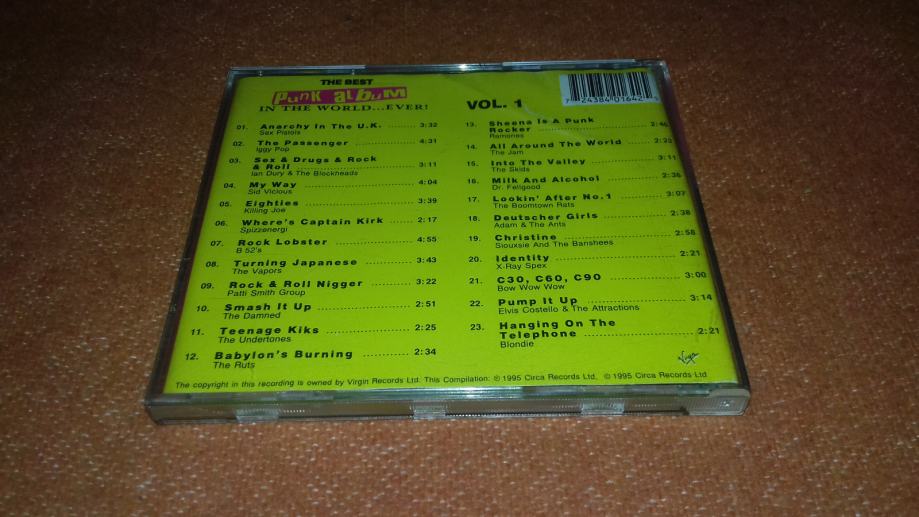 THE BEST
PUNK ALBUM
IN THE WORLD...EVER!
VOL. 1
7 24384 01642
01. Anarchy In The U.K. 3:32
Sax Pistols
02. The Passenger 4:31
Iggy Pop
03. Sex & Drugs & Rock
& Roll 3:11
Ian Dury & The Blockheads
04. My Way 4:04
Sid Vicious
05. Eighties 3:39
Killing Joe
06. Where's Captain Kirk 2:17
Spizzenergi
07. Rock Lobster 4:55
B 52's
08. Turning Japanese 3:43
The Vapors
09. Rock & Roll Nigger 3:22
Patti Smith Group
10. Smash It Up 2:51
The Damned
11. Teenage Kiks 2:25
The Undertones
12. Babylon's Burning 2:34
The Ruts
13. Sheena Is A Punk
Rocker 2:46
Ramones
14. All Around The World
The Jam
15. Into The Valley 3:11
The Skids
16. Milk And Alcohol 2:36
Dr. Fellgood
17. Lookin' After No.1 3:07
The Boomtown Rats
18. Deutscher Girls 2:38
Adam & The Ants
19. Christine 2:58
Siouxsie And The Banshees
20. Identity 2:21
X-Ray Spex
21. C30, C60, C90 3:00
Bow Wow Wow
22. Pump It Up 3:14
Elvis Costello & The Attractions
23. Hanging On The
Telephone 2:21
Blondie
Virgin
The copyright in this recording is owned by Virgin Records Ltd. This Compilation: ℗ 1995 Circa Records Ltd. © 1995 Circa Records Ltd.